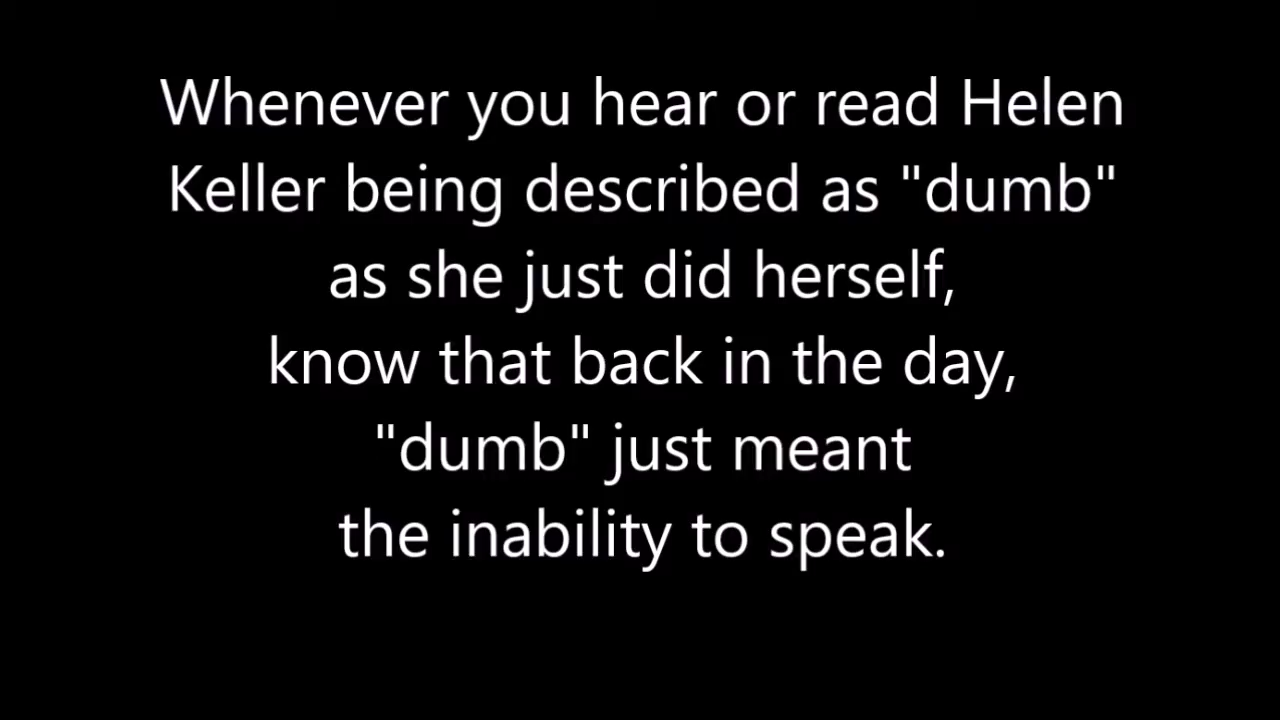 Whenever you hear or read Helen
Keller being described as "dumb"
as she just did herself,
know that back in the day,
"dumb" just meant
the inability to speak.